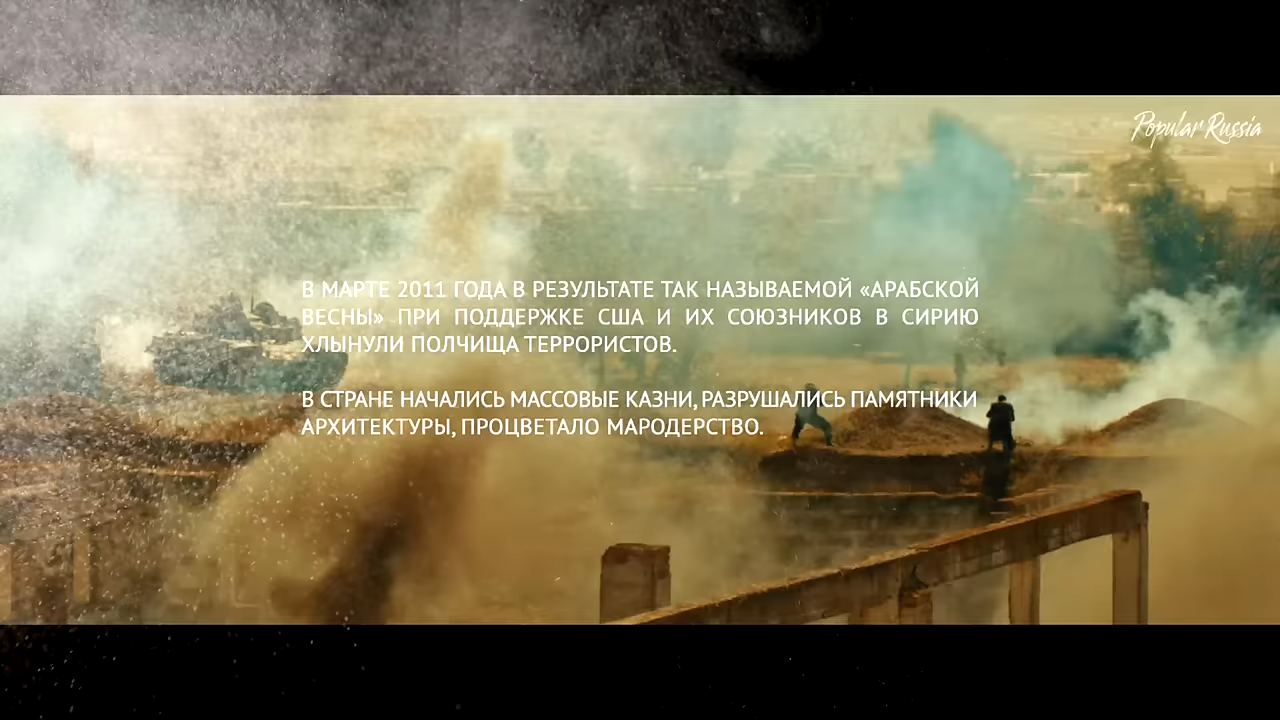 Popular Russia
В МАРТЕ 2011 ГОДА В РЕЗУЛЬТАТЕ ТАК НАЗЫВАЕМОЙ «АРАБСКОЙ
ВЕСНЫ» ПРИ ПОДДЕРЖКЕ США И ИХ СОЮЗНИКОВ В СИРИЮ
ХЛЫНУЛИ ПОЛЧИЩА ТЕРРОРИСТОВ.
В СТРАНЕ НАЧАЛИСЬ МАССОВЫЕ КАЗНИ, РАЗРУШАЛИСЬ ПАМЯТНИКИ
АРХИТЕКТУРЫ, ПРОЦВЕТАЛО МАРОДЕРСТВО.